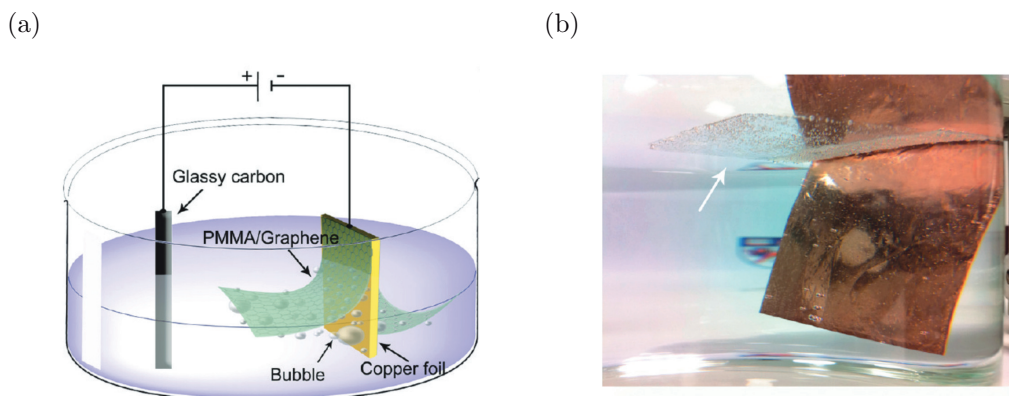 (a)
(b)
+ -
Glassy carbon
PMMA/Graphene
Bubble
Copper foil